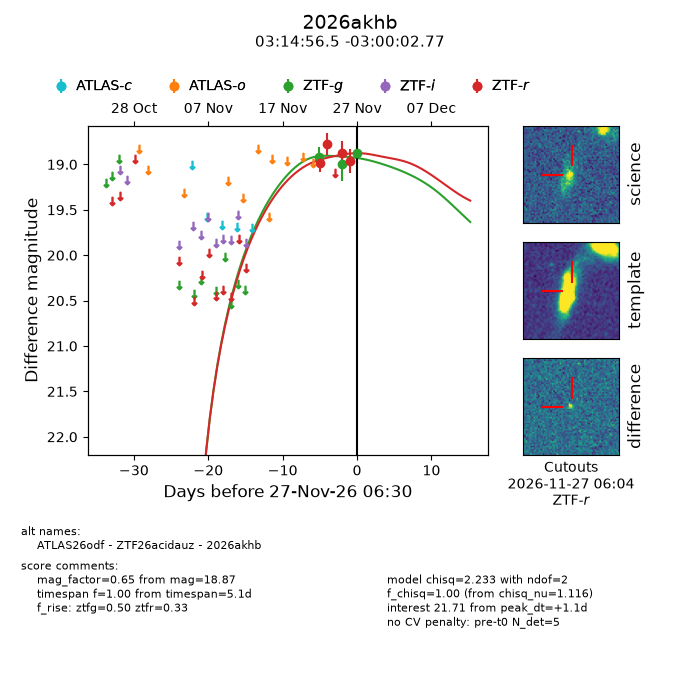 2026akhb
03:14:56.5 -03:00:02.77
ATLAS-c
ATLAS-o
ZTF-g
ZTF-i
ZTF-r
28 Oct
07 Nov
17 Nov
27 Nov
07 Dec
19.0
19.5
20.0
20.5
21.0
21.5
22.0
Difference magnitude
−30
−20
−10
0
10
Days before 27-Nov-26 06:30
science
template
difference
Cutouts
2026-11-27 06:04
ZTF-r
alt names:
ATLAS26odf - ZTF26acidauz - 2026akhb
score comments:
mag_factor=0.65 from mag=18.87
timespan f=1.00 from timespan=5.1d
f_rise: ztfg=0.50 ztfr=0.33
model chisq=2.233 with ndof=2
f_chisq=1.00 (from chisq_nu=1.116)
interest 21.71 from peak_dt=+1.1d
no CV penalty: pre-t0 N_det=5